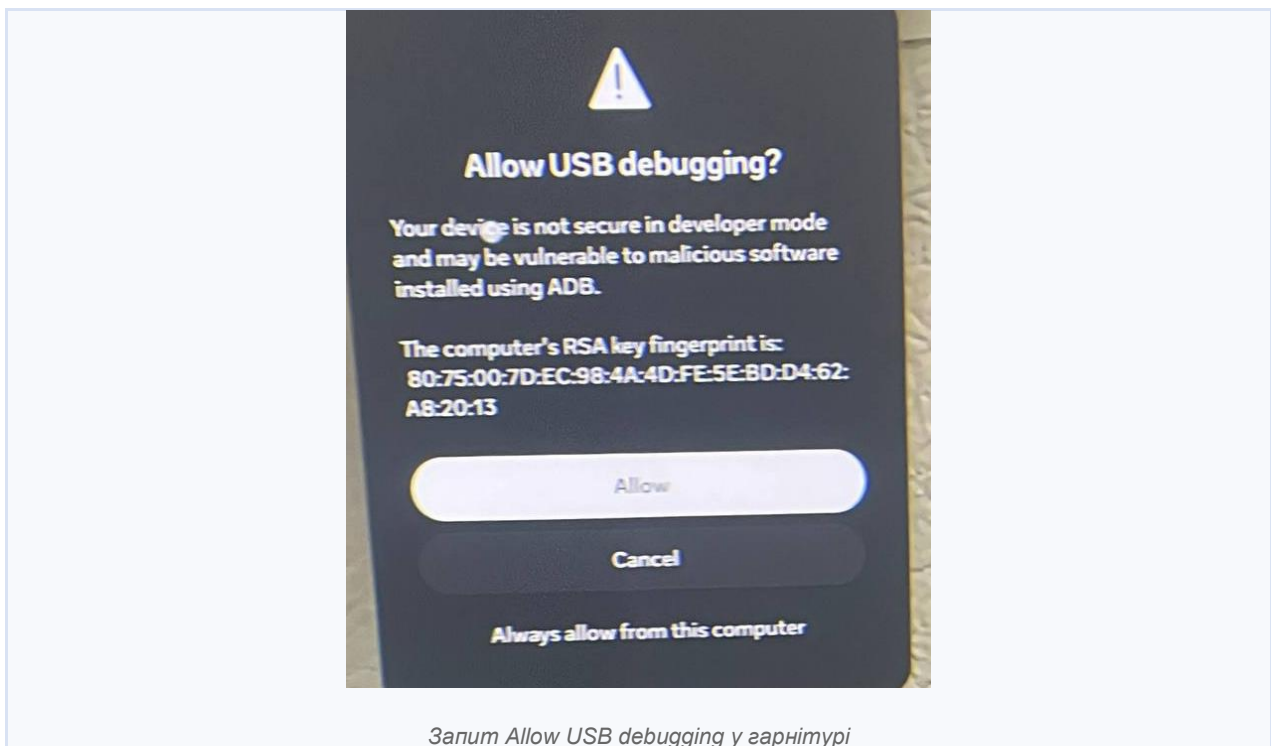 Allow USB debugging?
Your device is not secure in developer mode
and may be vulnerable to malicious software
installed using ADB.
The computer's RSA key fingerprint is:
80:75:00:7D:EC:98:4A:4D:FE:5E:BD:D4:62:
A8:20:13
Allow
Cancel
Always allow from this computer
Запит Allow USB debugging у гарнітурі